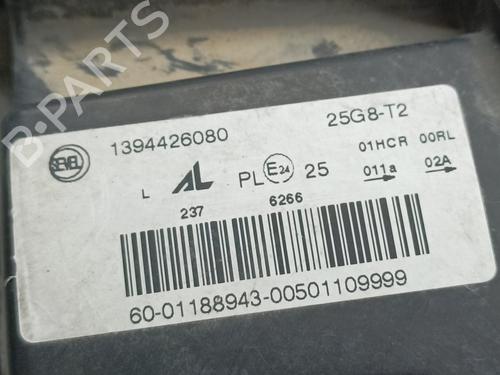 B-PARTS
SEVEL
1394426080
25G8-T2
L AL PL E24 25
01HCR 00RL
011a 02A
237 6266
60-01188943-00501109999